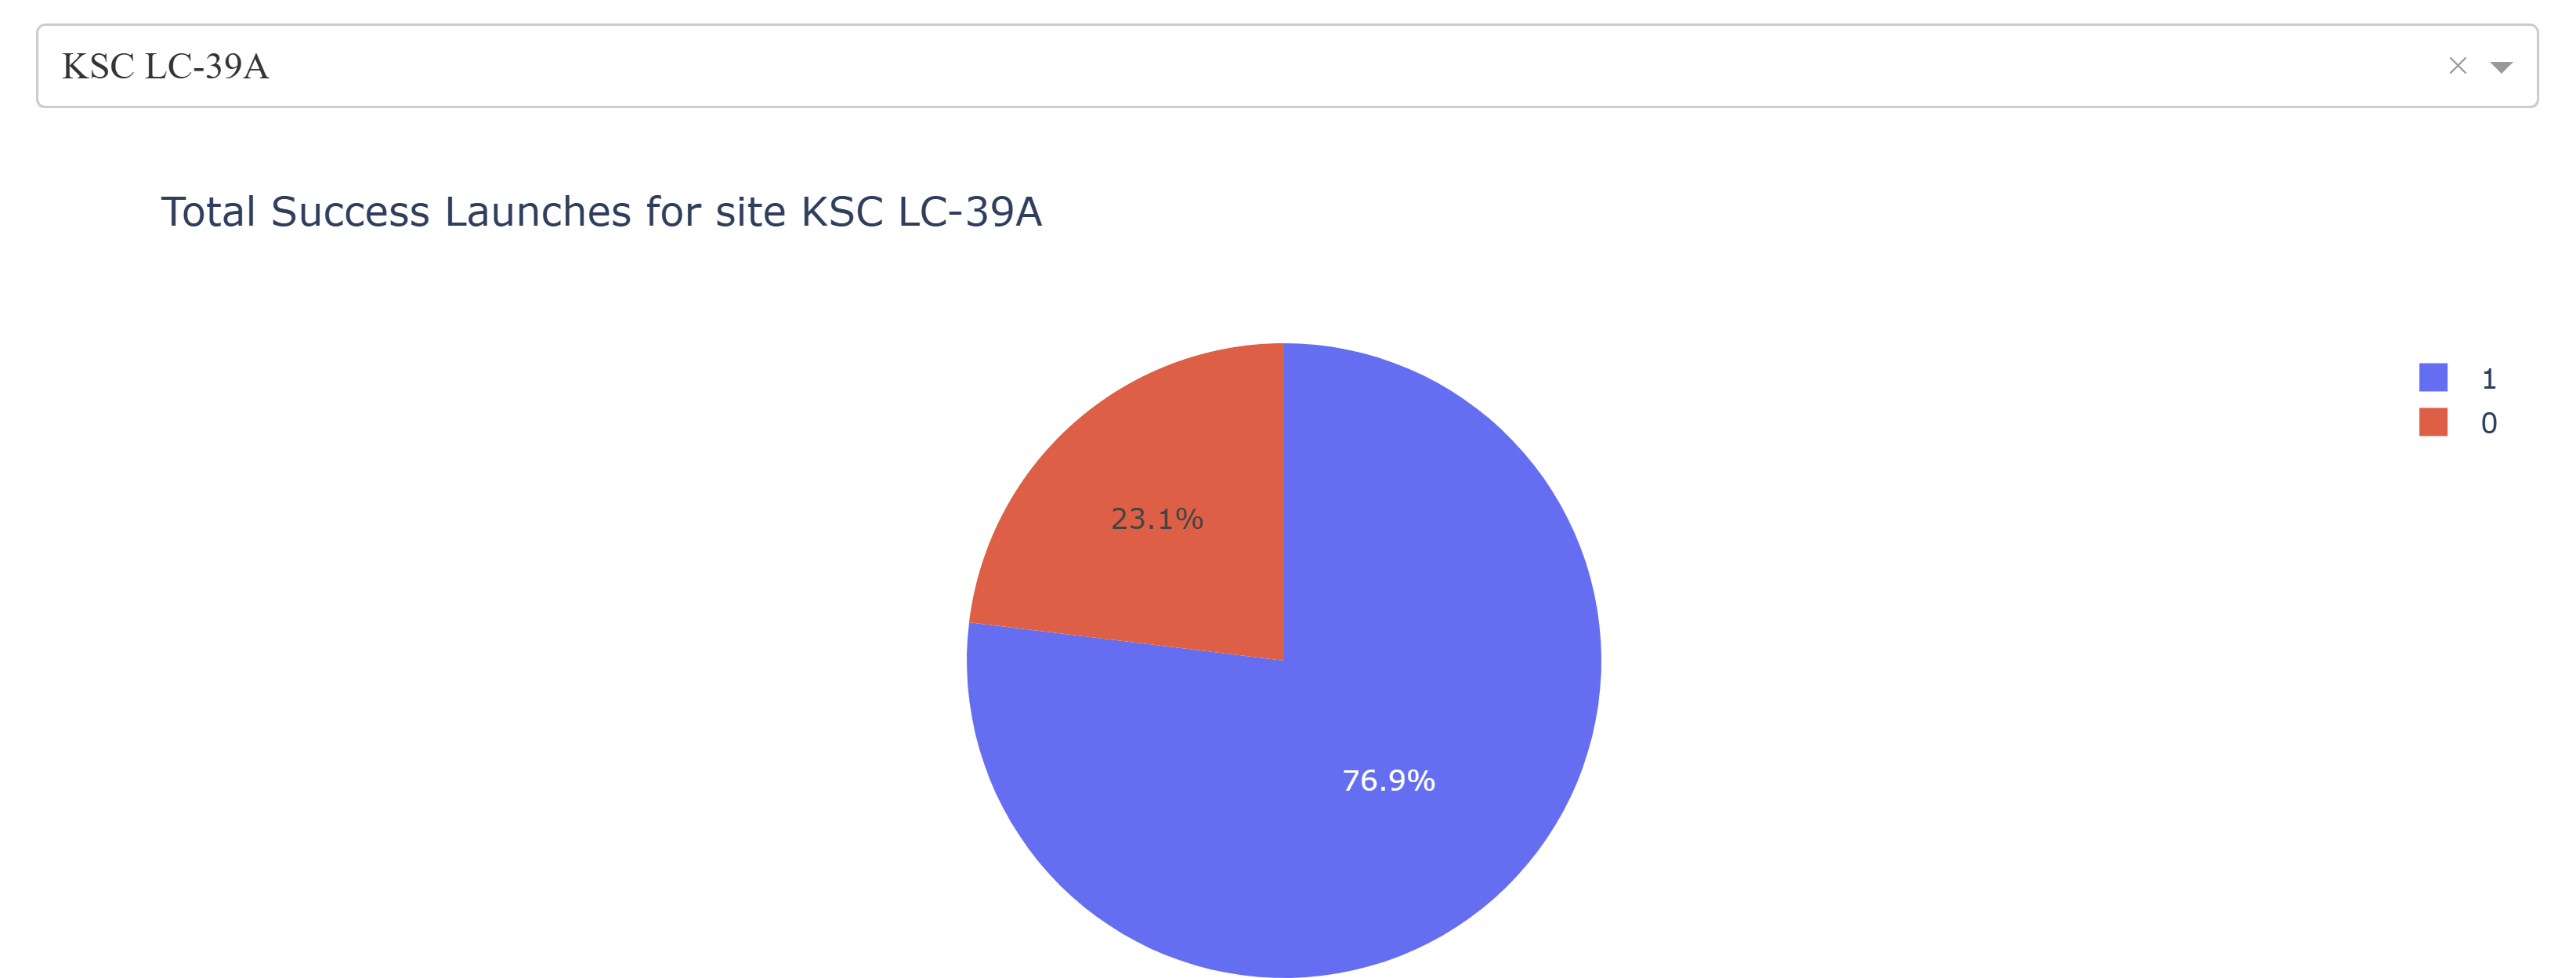 KSC LC-39A
Total Success Launches for site KSC LC-39A
1
0
23.1%
76.9%